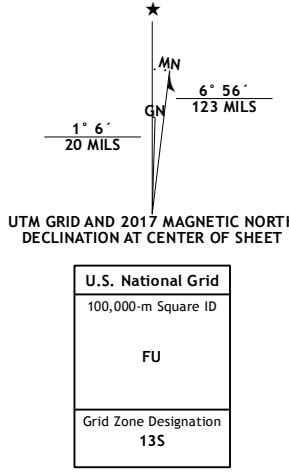 ★
MN
GN
6° 56´
123 MILS
1° 6´
20 MILS
UTM GRID AND 2017 MAGNETIC NORTH
DECLINATION AT CENTER OF SHEET
U.S. National Grid
100,000-m Square ID
FU
Grid Zone Designation
13S